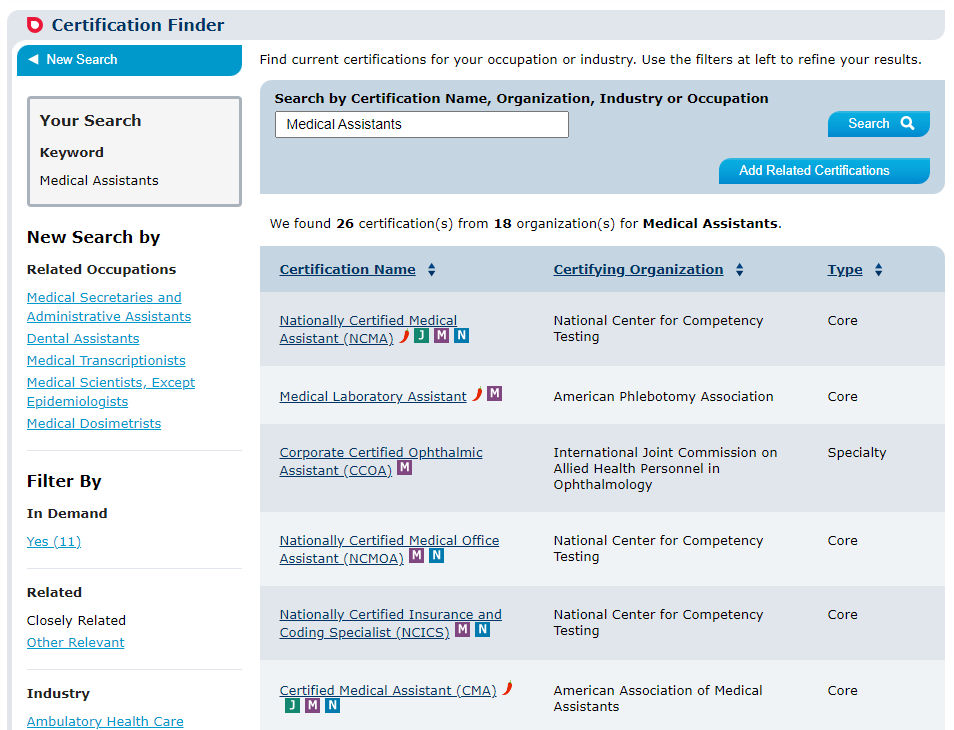 Certification Finder
New Search
Find current certifications for your occupation or industry. Use the filters at left to refine your results.
Your Search
Keyword
Medical Assistants
New Search by
Related Occupations
Medical Secretaries and
Administrative Assistants
Dental Assistants
Medical Transcriptionists
Medical Scientists, Except
Epidemiologists
Medical Dosimetrists
Filter By
In Demand
Yes (11)
Related
Closely Related
Other Relevant
Industry
Ambulatory Health Care
Search by Certification Name, Organization, Industry or Occupation
Medical Assistants
Search
Add Related Certifications
We found 26 certification(s) from 18 organization(s) for Medical Assistants.
Certification Name Certifying Organization Type
Nationally Certified Medical National Center for Competency Core
Assistant (NCMA) J M N Testing
Medical Laboratory Assistant M American Phlebotomy Association Core
Corporate Certified Ophthalmic International Joint Commission on Specialty
Assistant (CCOA) M Allied Health Personnel in
Ophthalmology
Nationally Certified Medical Office National Center for Competency Core
Assistant (NCMOA) M N Testing
Nationally Certified Insurance and National Center for Competency Core
Coding Specialist (NCICS) M N Testing
Certified Medical Assistant (CMA) American Association of Medical Core
J M N Assistants